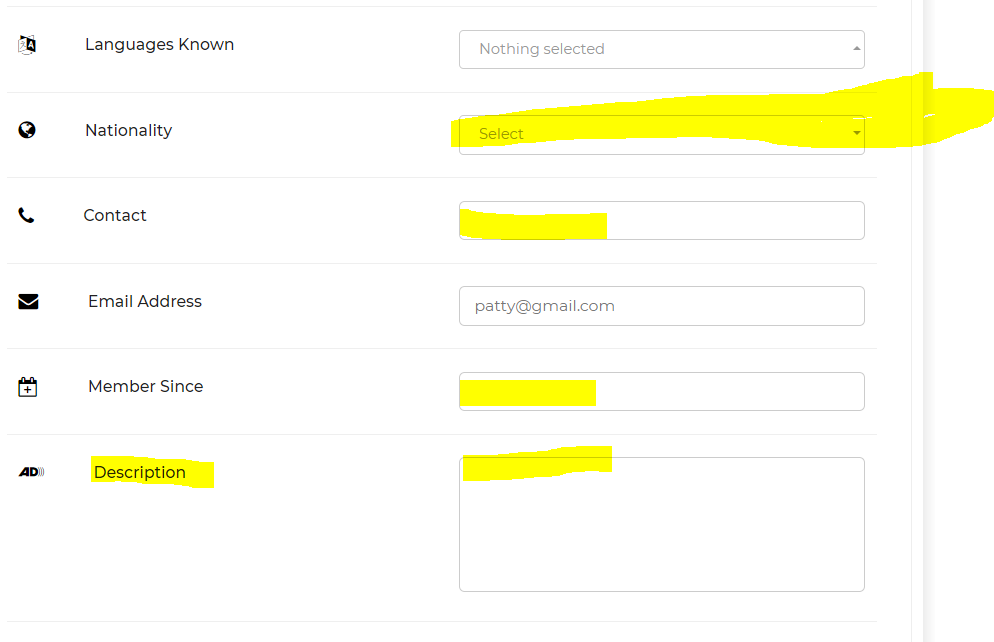 Languages Known
Nothing selected
Nationality
Select
Contact
Email Address
patty@gmail.com
Member Since
AD Description